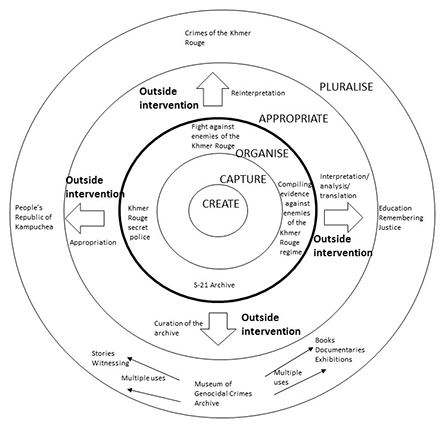 Crimes of the Khmer
Rouge
PLURALISE
Outside
intervention
Reinterpretation
APPROPRIATE
Fight against
enemies of the
Khmer Rouge
ORGANISE
CAPTURE
CREATE
Outside
intervention
People's
Republic of
Kampuchea
Appropriation
Khmer
Rouge
secret
police
Compiling
evidence
against
enemies
of the
Khmer
Rouge
regime
Interpretation/
analysis/
translation
Outside
intervention
Education
Remembering
Justice
S-21 Archive
Curation of the
archive
Outside
intervention
Stories
Witnessing
Multiple uses
Museum of
Genocidal Crimes
Archive
Multiple
uses
Books
Documentaries
Exhibitions